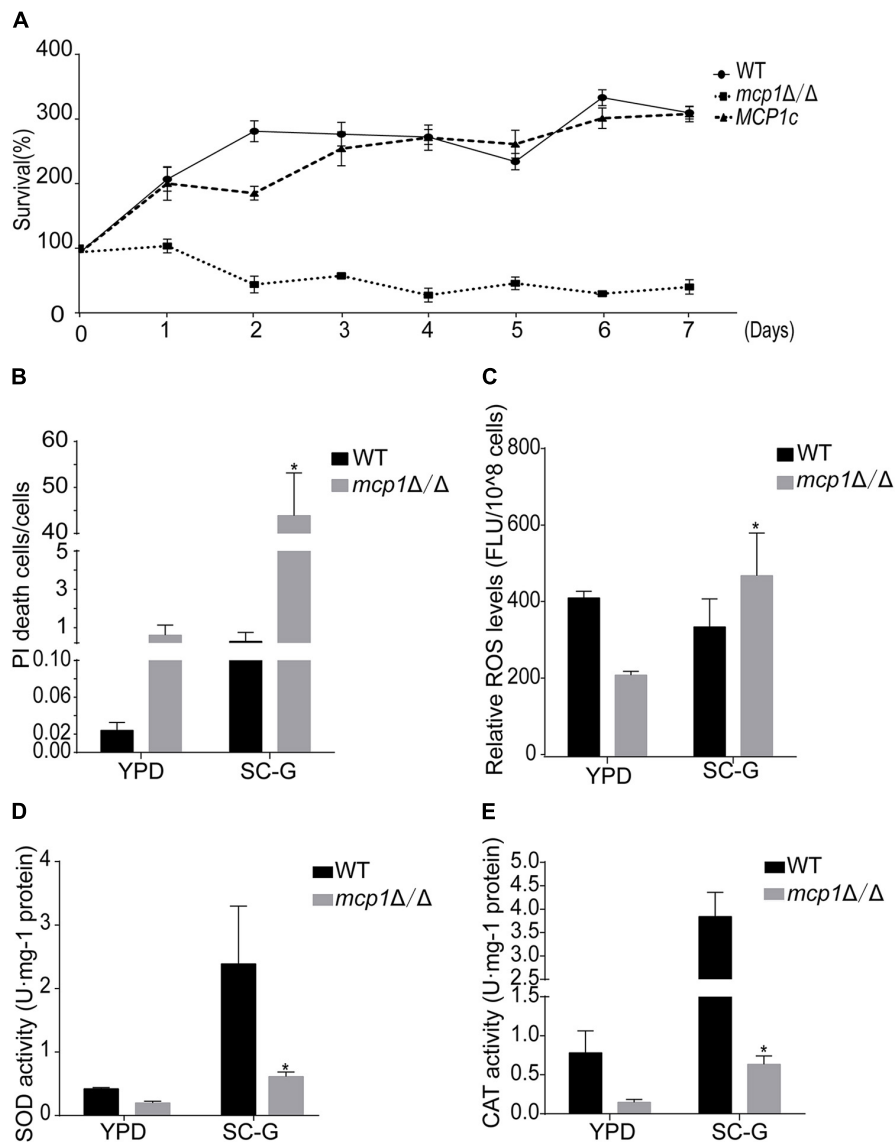 A
400
300
200
100
0
Survival(%)
0 1 2 3 4 5 6 7 (Days)
WT
mcp1Δ/Δ
MCP1c
B
PI death cells/cells
60
50
40
5
3
1
0.10
0.06
0.02
0.00
*
WT
mcp1Δ/Δ
YPD SC-G
C
Relative ROS levels (FLU/10^8 cells)
800
600
400
200
0
*
WT
mcp1Δ/Δ
YPD SC-G
D
SOD activity (U·mg-1 protein)
4
3
2
1
0
*
WT
mcp1Δ/Δ
YPD SC-G
E
CAT activity (U·mg-1 protein)
5.0
4.5
4.0
3.5
3.0
2.5
1.5
1.0
0.5
0.0
*
WT
mcp1Δ/Δ
YPD SC-G